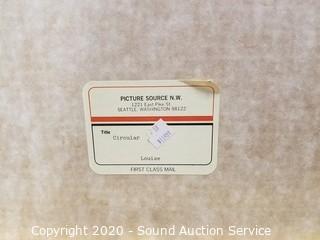 PICTURE SOURCE N.W.
1221 East Pike St.
SEATTLE, WASHINGTON 98122
Title
Circular
Louise
FIRST CLASS MAIL
Copyright 2020 - Sound Auction Service